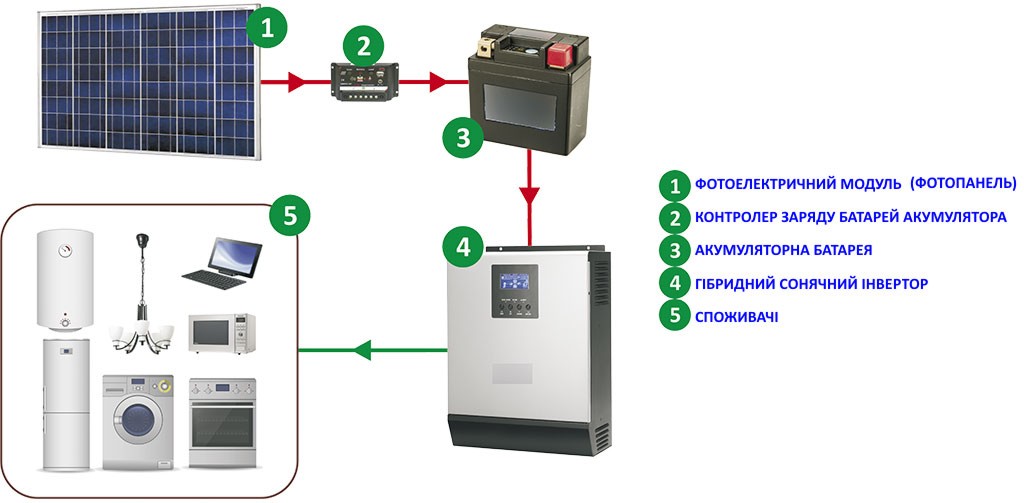 1
2
3
4
5
1 ФОТОЕЛЕКТРИЧНИЙ МОДУЛЬ (ФОТОПАНЕЛЬ)
2 КОНТРОЛЕР ЗАРЯДУ БАТАРЕЙ АКУМУЛЯТОРА
3 АКУМУЛЯТОРНА БАТАРЕЯ
4 ГІБРИДНИЙ СОНЯЧНИЙ ІНВЕРТОР
5 СПОЖИВАЧІ